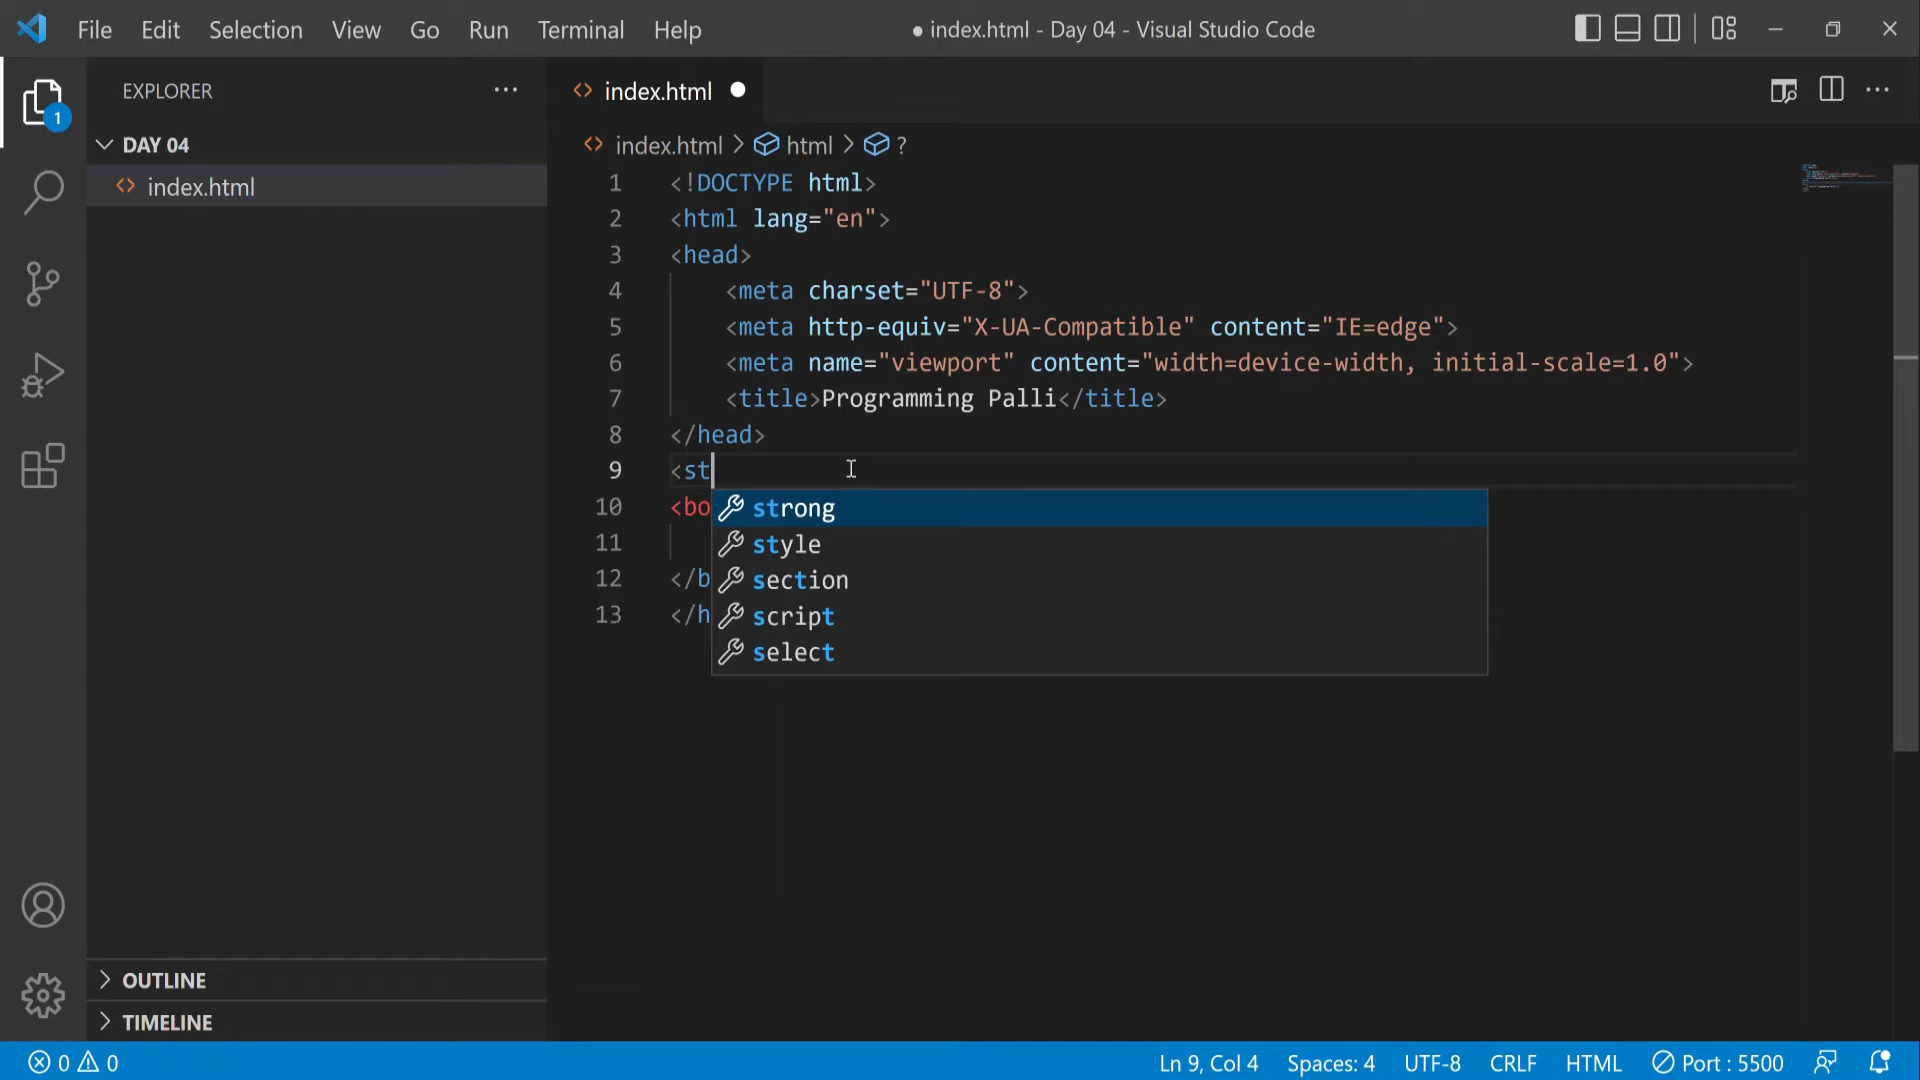 File Edit Selection View Go Run Terminal Help
● index.html - Day 04 - Visual Studio Code
1
EXPLORER
DAY 04
index.html
OUTLINE
TIMELINE
index.html
index.html > html > ?
1 <!DOCTYPE html>
2 <html lang="en">
3 <head>
4 <meta charset="UTF-8">
5 <meta http-equiv="X-UA-Compatible" content="IE=edge">
6 <meta name="viewport" content="width=device-width, initial-scale=1.0">
7 <title>Programming Palli</title>
8 </head>
9 <st
10 <bo
11
12 </b
13 </h
strong
style
section
script
select
0 0
Ln 9, Col 4 Spaces: 4 UTF-8 CRLF HTML Port : 5500